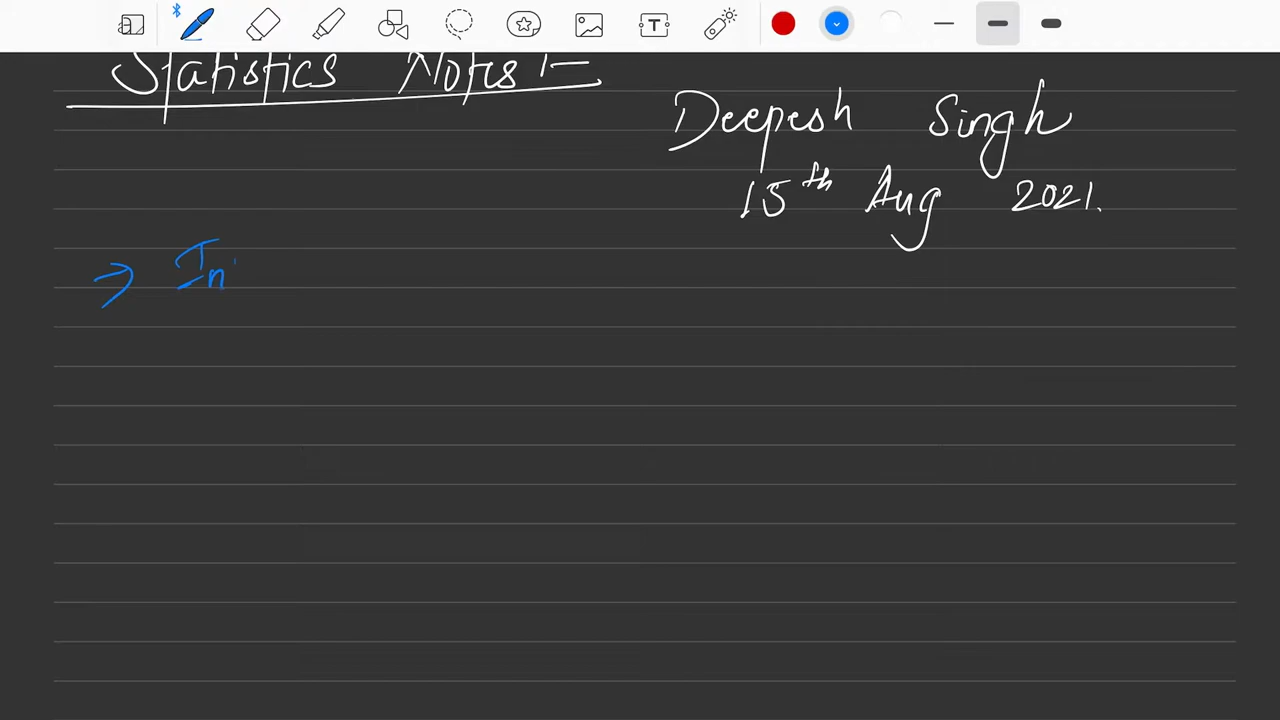 Statistics Notes :-
Deepesh Singh
15th Aug 2021.
⇒ In